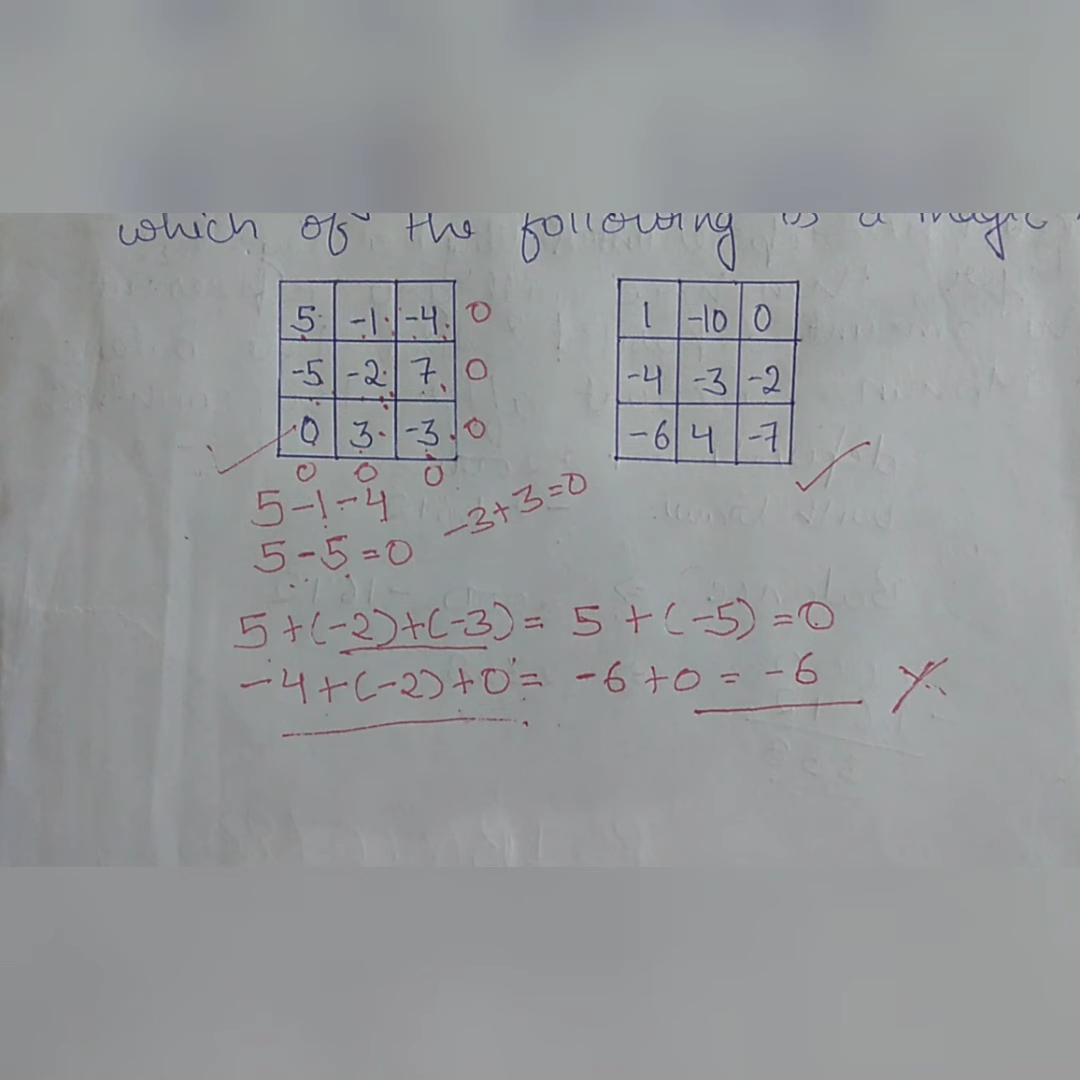 which of the following is a magic
5 -1 -4 0
-5 -2 7 0
0 3 -3 0
0 0 0
1 -10 0
-4 -3 -2
-6 4 -7
5-1-4
5-5=0
-3+3=0
5+(-2)+(-3)= 5+(-5)=0
-4+(-2)+0= -6+0=-6